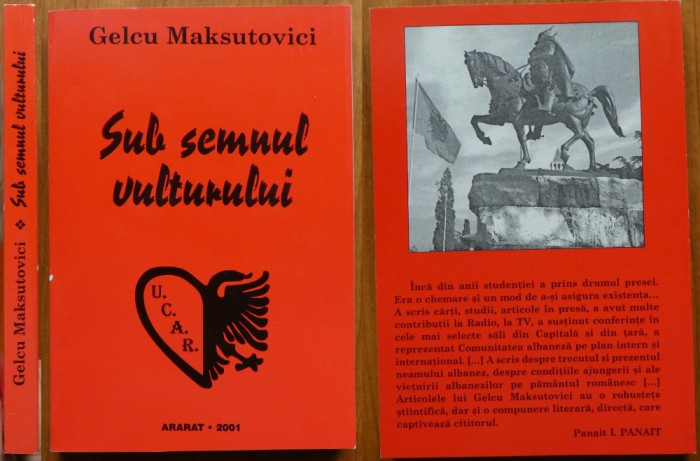 Gelcu Maksutovici ❖ Sub semnul vulturului
Gelcu Maksutovici
Sub semnul
vulturului
U.
C.
A.
R.
ARARAT • 2001
Încă din anii studenției a prins drumul presei.
Era o chemare și un mod de a-și asigura existența...
A scris cărți, studii, articole în presă, a avut multe
contribuții la Radio, la TV, a susținut conferințe în
cele mai selecte săli din Capitală și din țară, a
reprezentat Comunitatea albaneză pe plan intern și
internațional. [...] A scris despre trecutul și prezentul
neamului albanez, despre condițiile ajungerii și ale
viețuirii albanezilor pe pământul românesc [...]
Articolele lui Gelcu Maksutovici au o robustețe
științifică, dar și o compunere literară, directă, care
captivează cititorul.
Panait I. PANAIT